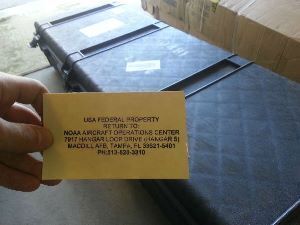 USA FEDERAL PROPERTY
RETURN TO:
NOAA AIRCRAFT OPERATIONS CENTER
7917 HANGAR LOOP DRIVE (HANGAR 5)
MACDILL AFB, TAMPA, FL 33621-5401
PH:813-828-3310